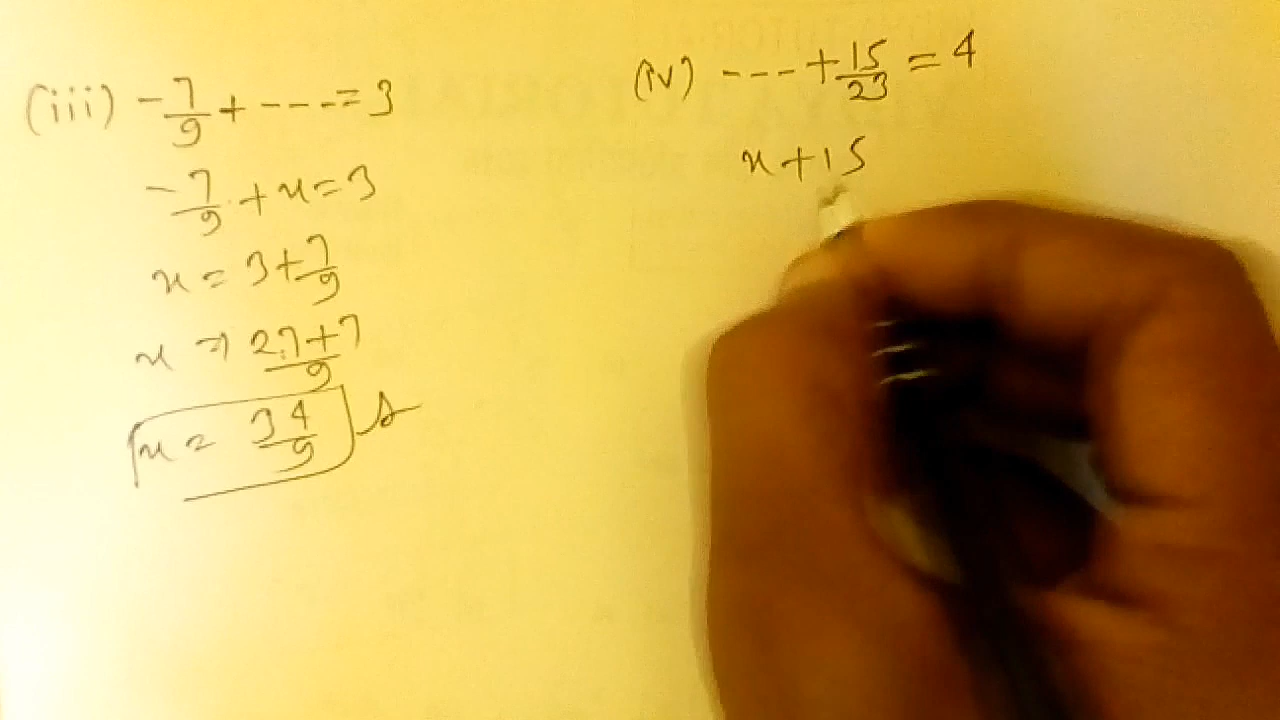 (iii) -7/9 + ---- = 3
-7/9 + x = 3
x = 3 + 7/9
x = 27+7/9
x = 34/9
(iv) --- + 15/23 = 4
x + 15